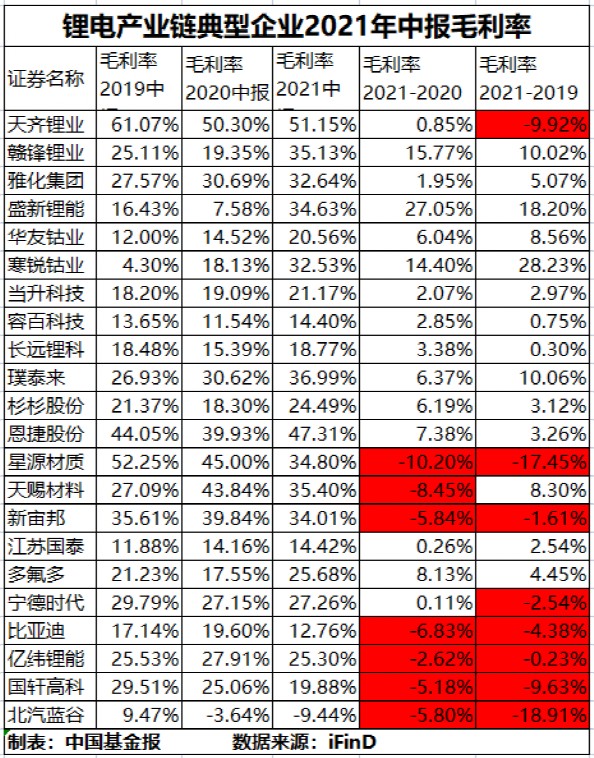 锂电产业链典型企业2021年中报毛利率
证券名称 毛利率 2019中 毛利率 2020中报 毛利率 2021中 毛利率 2021-2020 毛利率 2021-2019
天齐锂业 61.07% 50.30% 51.15% 0.85% -9.92%
赣锋锂业 25.11% 19.35% 35.13% 15.77% 10.02%
雅化集团 27.57% 30.69% 32.64% 1.95% 5.07%
盛新锂能 16.43% 7.58% 34.63% 27.05% 18.20%
华友钴业 12.00% 14.52% 20.56% 6.04% 8.56%
寒锐钴业 4.30% 18.13% 32.53% 14.40% 28.23%
当升科技 18.20% 19.09% 21.17% 2.07% 2.97%
容百科技 13.65% 11.54% 14.40% 2.85% 0.75%
长远锂科 18.48% 15.39% 18.77% 3.38% 0.30%
璞泰来 26.93% 30.62% 36.99% 6.37% 10.06%
杉杉股份 21.37% 18.30% 24.49% 6.19% 3.12%
恩捷股份 44.05% 39.93% 47.31% 7.38% 3.26%
星源材质 52.25% 45.00% 34.80% -10.20% -17.45%
天赐材料 27.09% 43.84% 35.40% -8.45% 8.30%
新宙邦 35.61% 39.84% 34.01% -5.84% -1.61%
江苏国泰 11.88% 14.16% 14.42% 0.26% 2.54%
多氟多 21.23% 17.55% 25.68% 8.13% 4.45%
宁德时代 29.79% 27.15% 27.26% 0.11% -2.54%
比亚迪 17.14% 19.60% 12.76% -6.83% -4.38%
亿纬锂能 25.53% 27.91% 25.30% -2.62% -0.23%
国轩高科 29.51% 25.06% 19.88% -5.18% -9.63%
北汽蓝谷 9.47% -3.64% -9.44% -5.80% -18.91%
制表：中国基金报 数据来源：iFinD